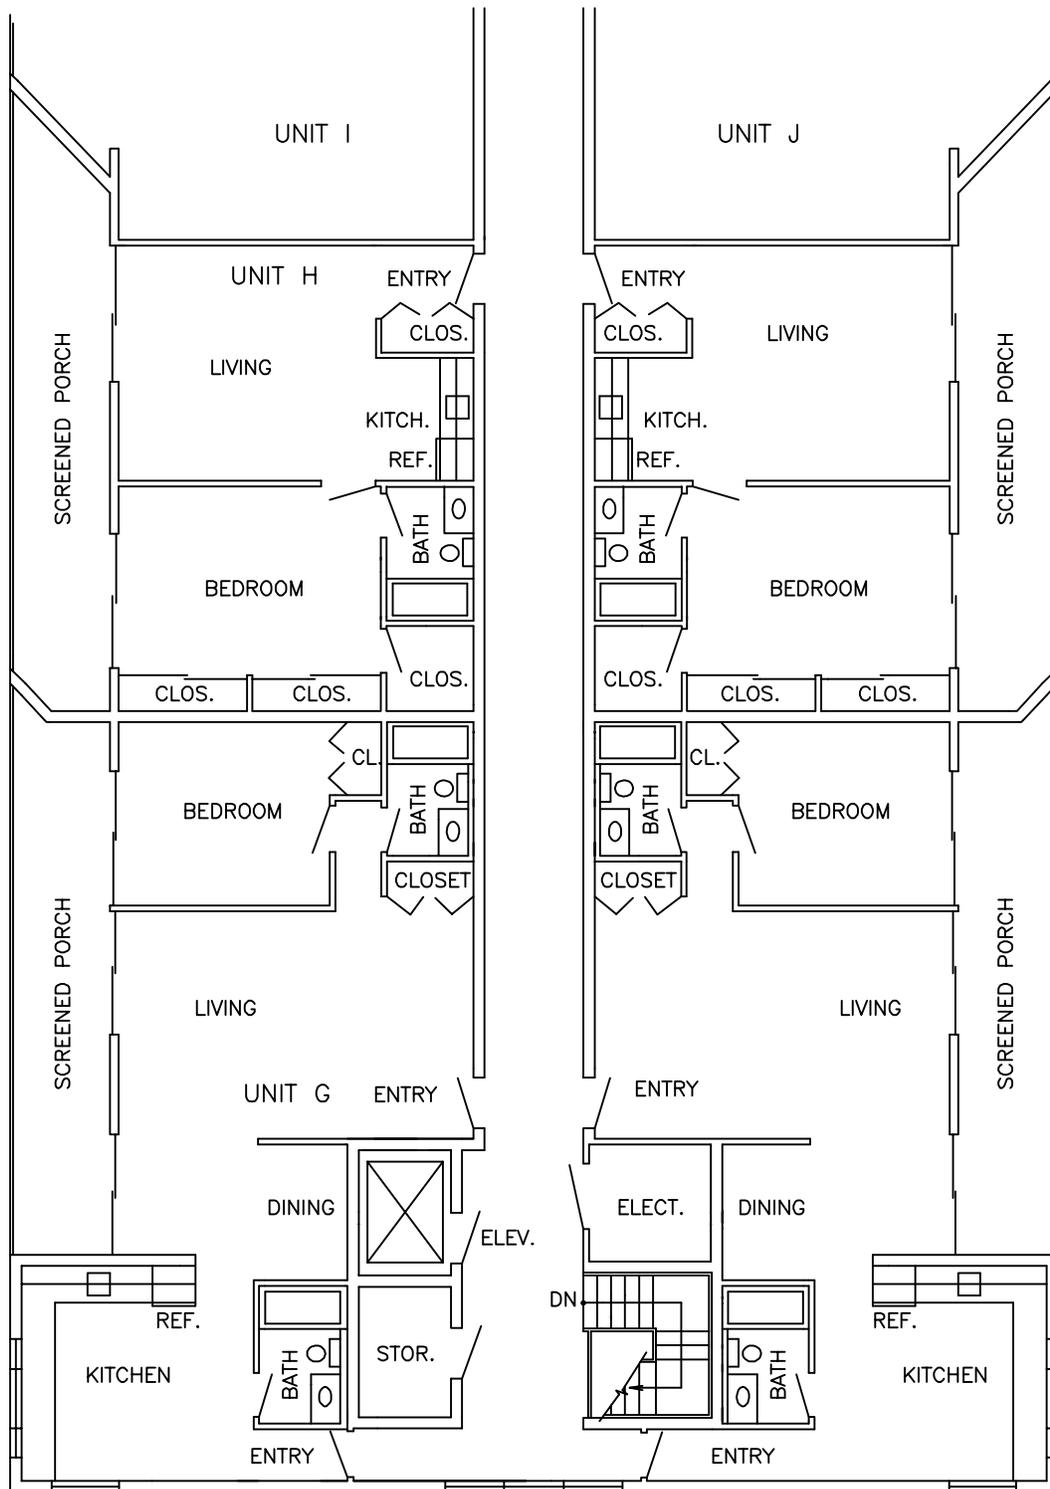 UNIT I
UNIT J
UNIT H
ENTRY
ENTRY
CLOS.
CLOS.
LIVING
LIVING
SCREENED PORCH
SCREENED PORCH
KITCH.
KITCH.
REF.
REF.
BATH
BATH
BEDROOM
BEDROOM
CLOS.
CLOS.
CLOS.
CLOS.
CLOS.
CLOS.
CL.
CL.
BEDROOM
BEDROOM
BATH
BATH
CLOSET
CLOSET
SCREENED PORCH
SCREENED PORCH
LIVING
LIVING
UNIT G
ENTRY
ENTRY
DINING
ELECT.
DINING
ELEV.
DN
REF.
REF.
STOR.
KITCHEN
BATH
BATH
KITCHEN
ENTRY
ENTRY